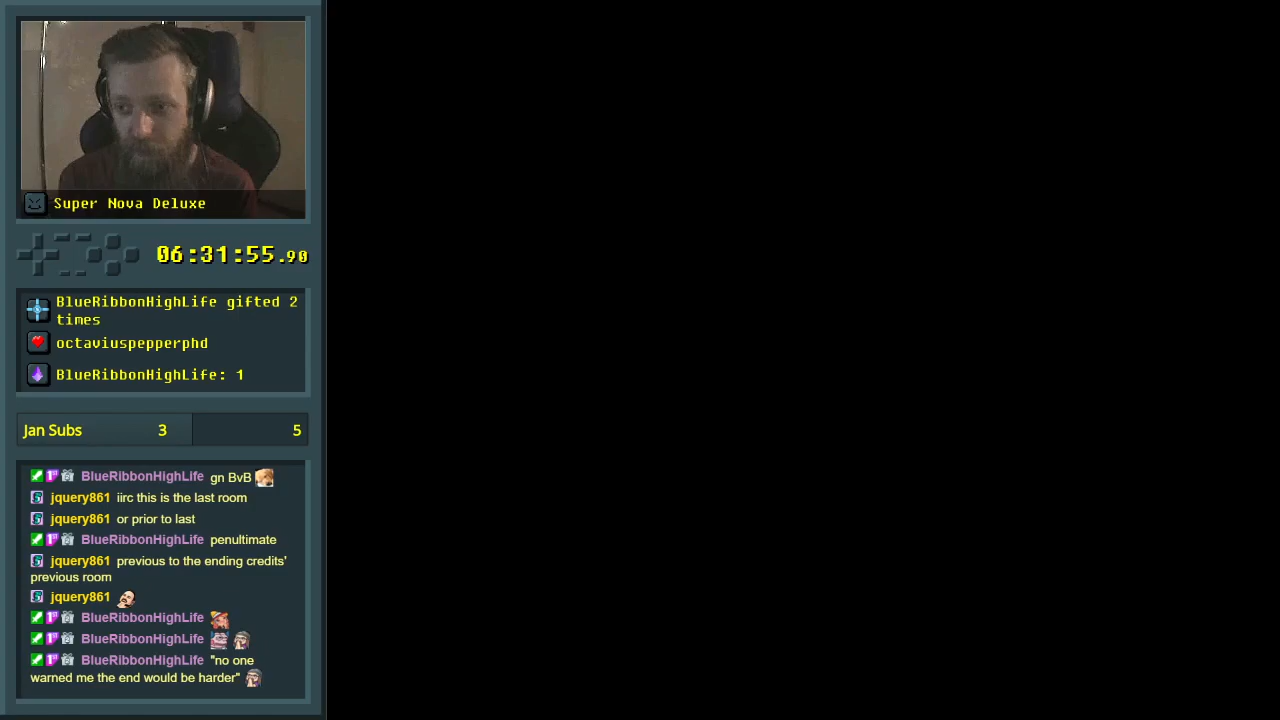 Super Nova Deluxe
06:31:55.90
BlueRibbonHighLife gifted 2
times
octaviuspepperphd
BlueRibbonHighLife: 1
Jan Subs 3 5
BlueRibbonHighLife gn BvB
jquery861 iirc this is the last room
jquery861 or prior to last
BlueRibbonHighLife penultimate
jquery861 previous to the ending credits'
previous room
jquery861
BlueRibbonHighLife
BlueRibbonHighLife
BlueRibbonHighLife "no one
warned me the end would be harder"